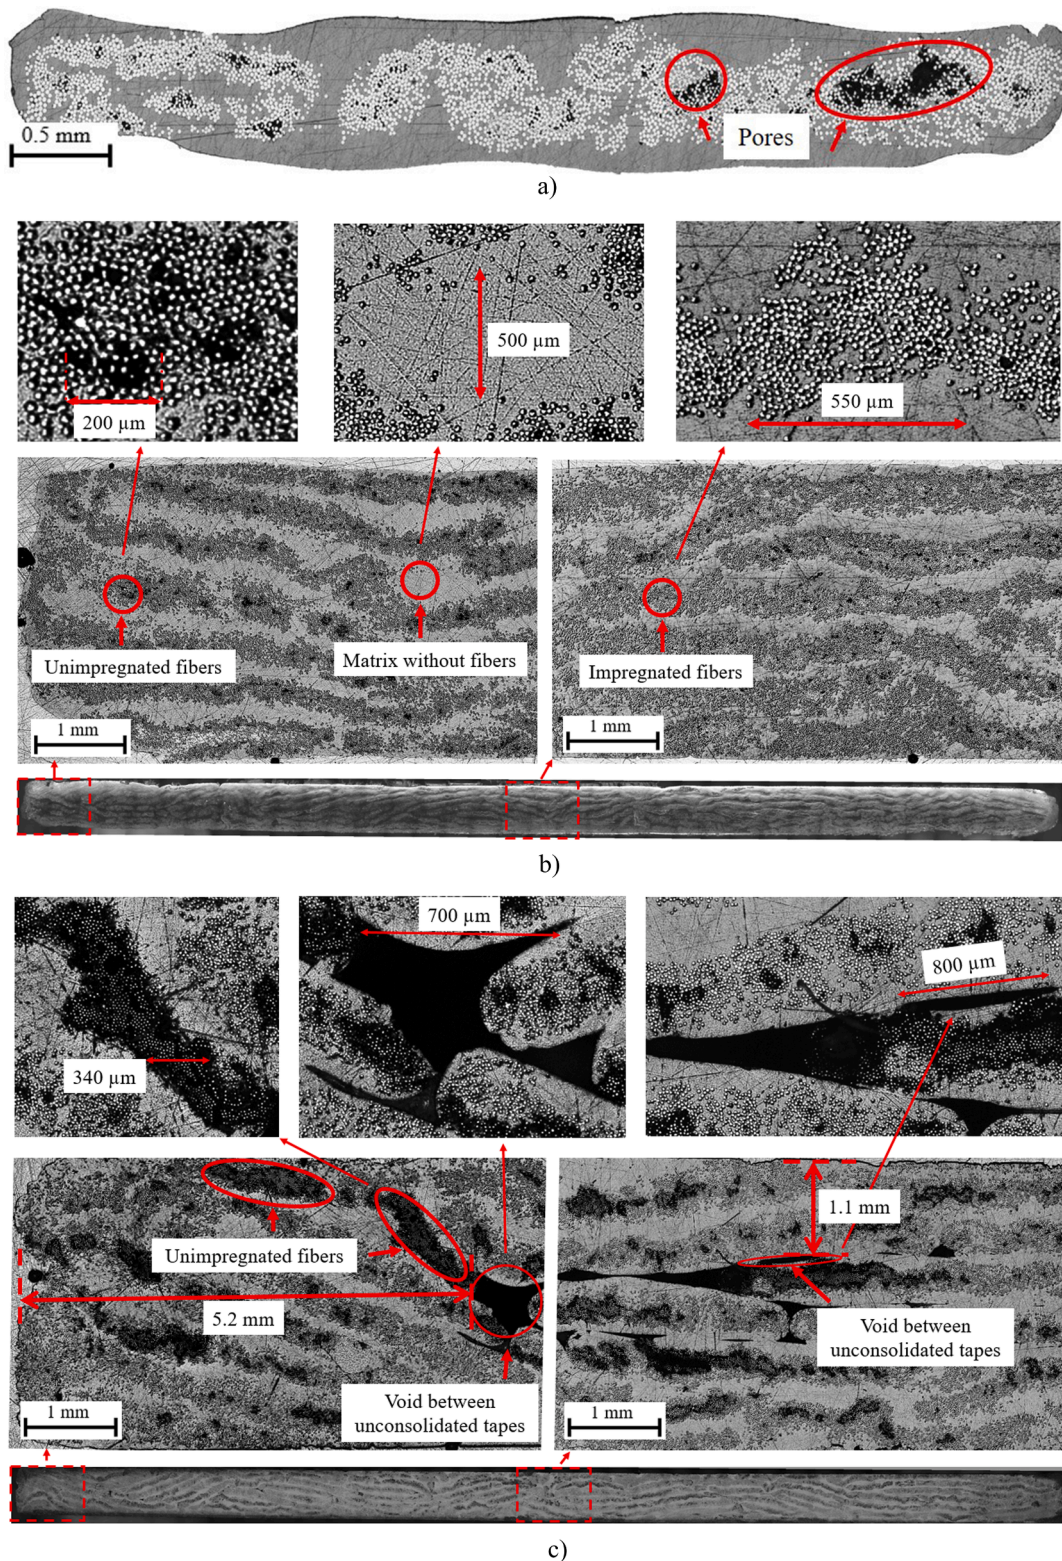 0.5 mm
Pores
a)
200 µm
500 µm
550 µm
Unimpregnated fibers
Matrix without fibers
Impregnated fibers
1 mm
1 mm
b)
340 µm
700 µm
800 µm
Unimpregnated fibers
5.2 mm
1.1 mm
Void between
unconsolidated tapes
Void between
unconsolidated tapes
1 mm
1 mm
c)